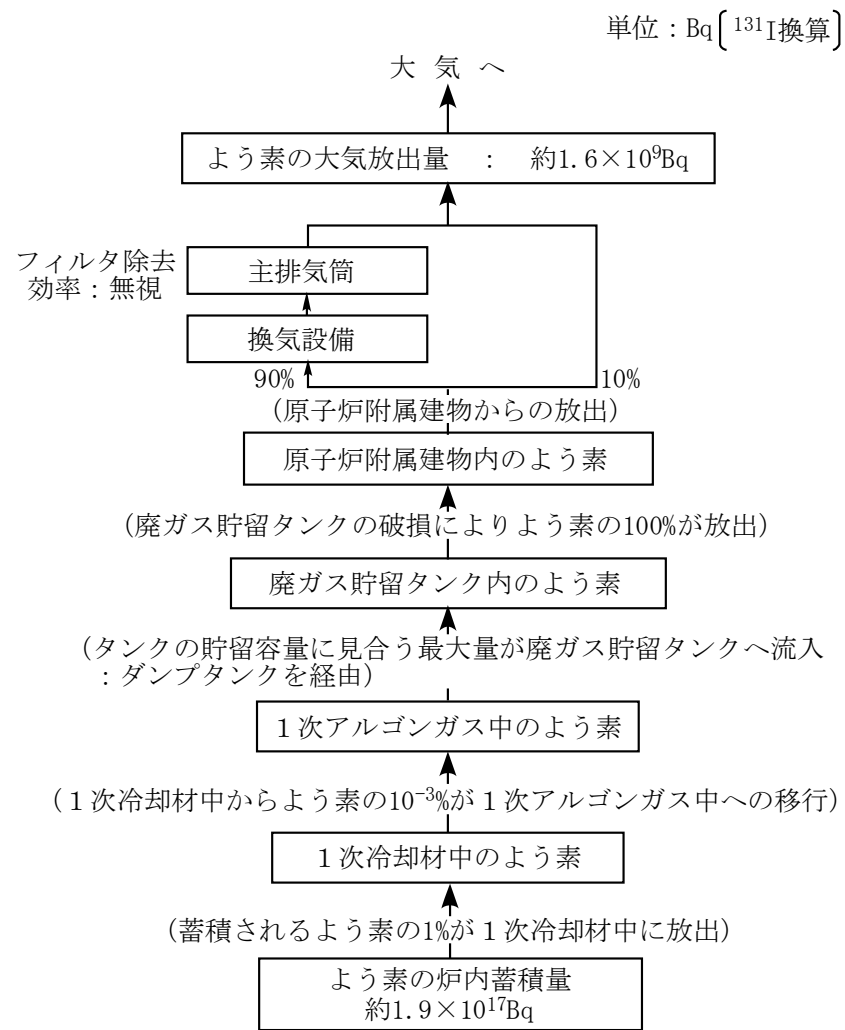 単位：Bq〔¹³¹I換算〕
大 気 へ
よう素の大気放出量 ： 約1.6×10⁹Bq
フィルタ除去
効率：無視
主排気筒
換気設備
90%
10%
(原子炉附属建物からの放出)
原子炉附属建物内のよう素
(廃ガス貯留タンクの破損によりよう素の100%が放出)
廃ガス貯留タンク内のよう素
(タンクの貯留容量に見合う最大量が廃ガス貯留タンクへ流入
：ダンプタンクを経由)
１次アルゴンガス中のよう素
(１次冷却材中からよう素の10⁻³%が１次アルゴンガス中への移行)
１次冷却材中のよう素
(蓄積されるよう素の1%が１次冷却材中に放出)
よう素の炉内蓄積量
約1.9×10¹⁷Bq